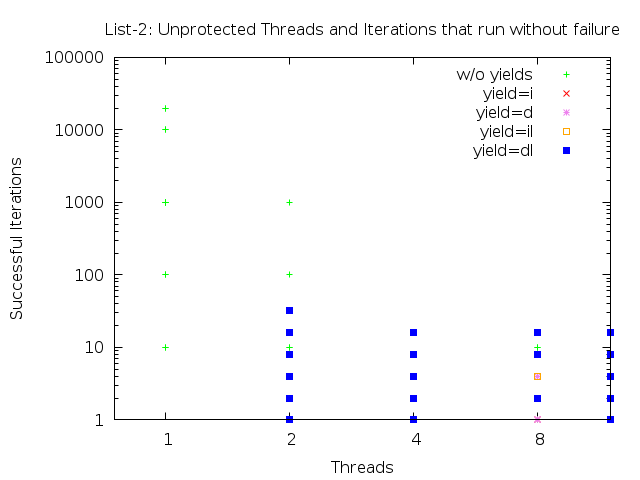 List-2: Unprotected Threads and Iterations that run without failure
100000
10000
1000
100
10
1
Successful Iterations
w/o yields
yield=i
yield=d
yield=il
yield=dl
1 2 4 8
Threads